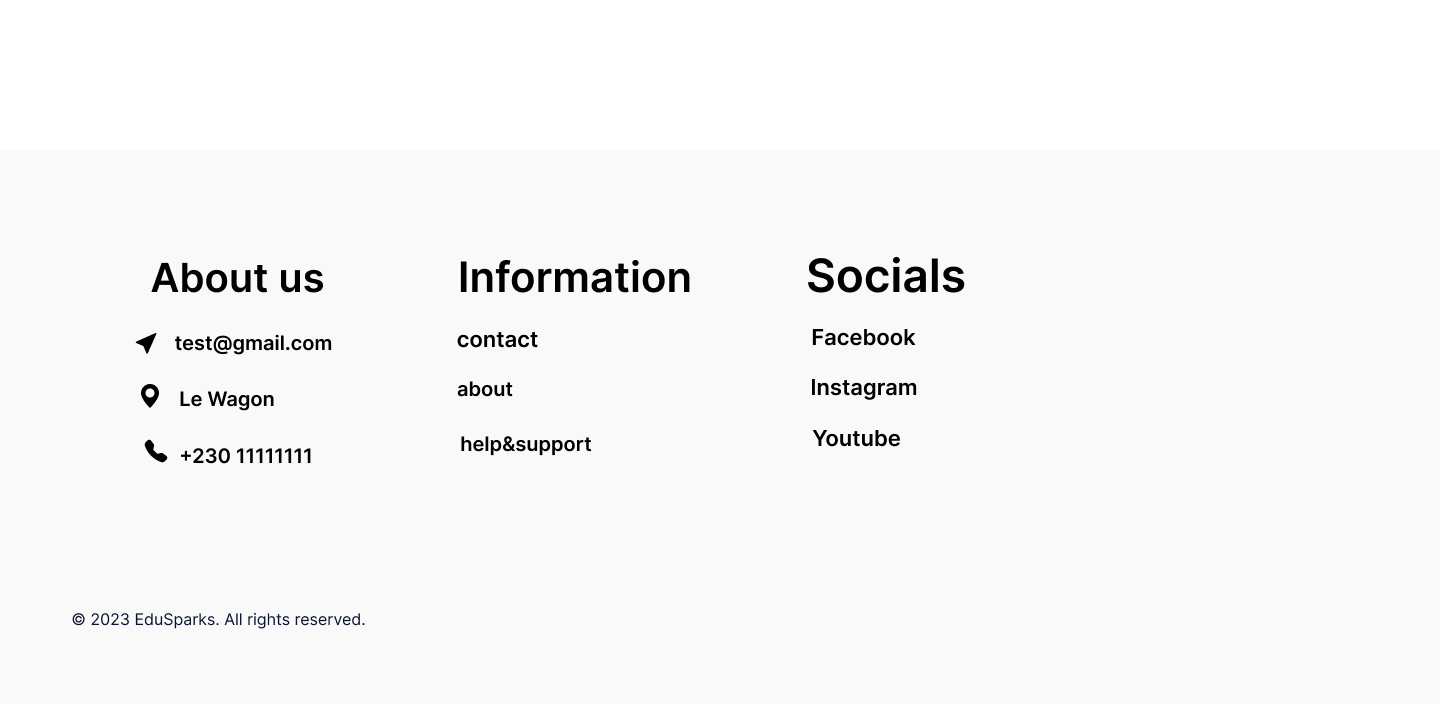 About us
test@gmail.com
Le Wagon
+230 11111111
Information
contact
about
help&support
Socials
Facebook
Instagram
Youtube
© 2023 EduSparks. All rights reserved.